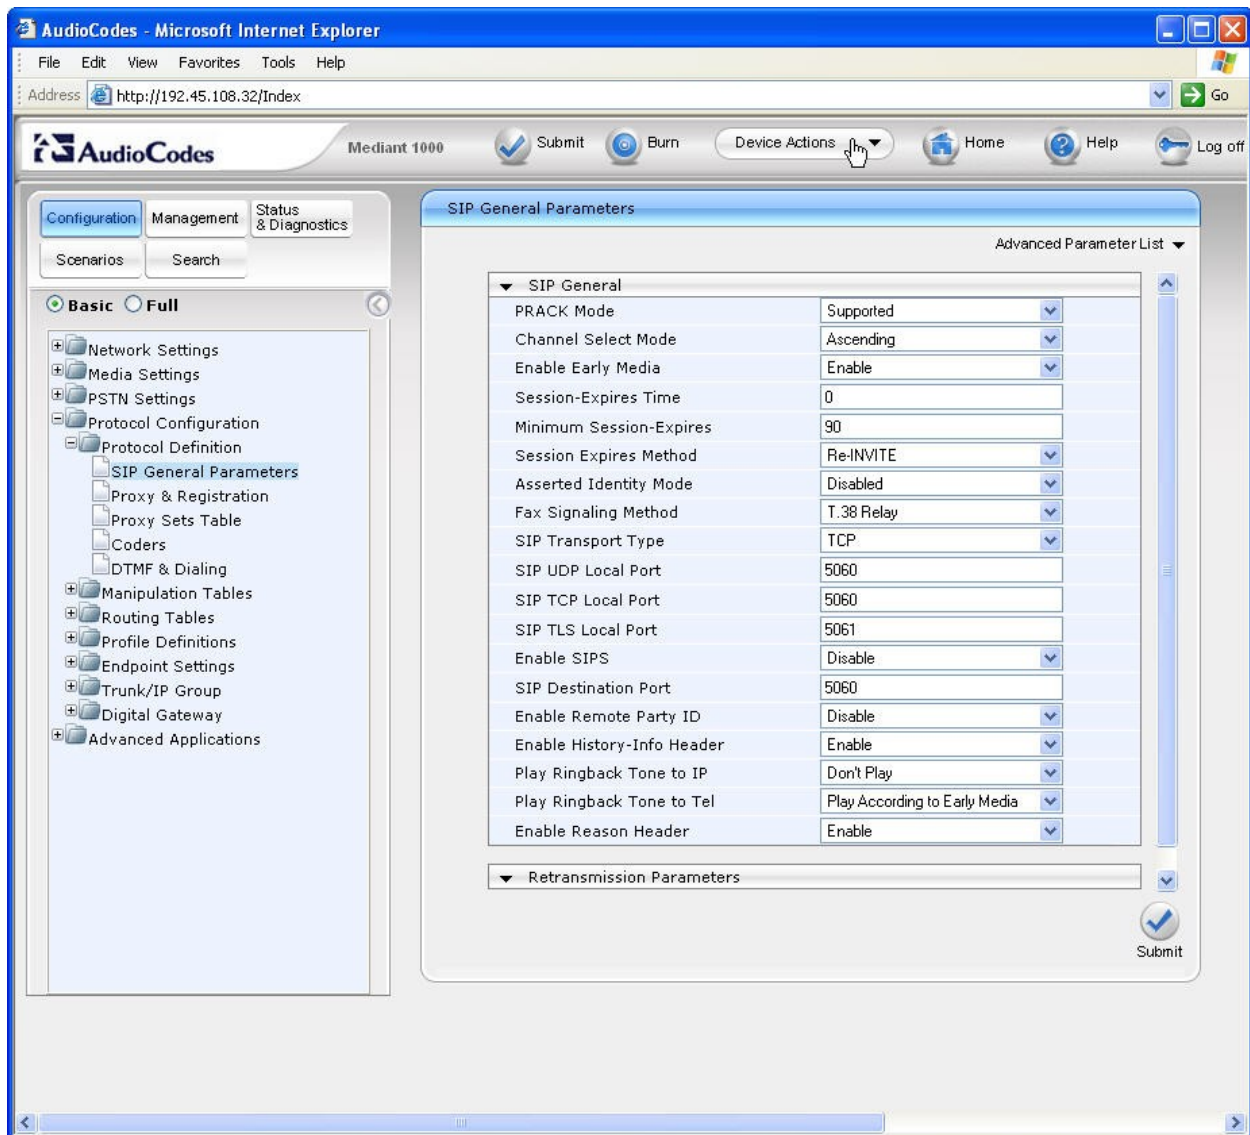 AudioCodes - Microsoft Internet Explorer
File Edit View Favorites Tools Help
Address http://192.45.108.32/Index Go
AudioCodes Mediant 1000 Submit Burn Device Actions Home Help Log off
Configuration Management Status & Diagnostics
Scenarios Search
Basic Full
Network Settings
Media Settings
PSTN Settings
Protocol Configuration
Protocol Definition
SIP General Parameters
Proxy & Registration
Proxy Sets Table
Coders
DTMF & Dialing
Manipulation Tables
Routing Tables
Profile Definitions
Endpoint Settings
Trunk/IP Group
Digital Gateway
Advanced Applications
SIP General Parameters
Advanced Parameter List
SIP General
PRACK Mode Supported
Channel Select Mode Ascending
Enable Early Media Enable
Session-Expires Time 0
Minimum Session-Expires 90
Session Expires Method Re-INVITE
Asserted Identity Mode Disabled
Fax Signaling Method T.38 Relay
SIP Transport Type TCP
SIP UDP Local Port 5060
SIP TCP Local Port 5060
SIP TLS Local Port 5061
Enable SIPS Disable
SIP Destination Port 5060
Enable Remote Party ID Disable
Enable History-Info Header Enable
Play Ringback Tone to IP Don't Play
Play Ringback Tone to Tel Play According to Early Media
Enable Reason Header Enable
Retransmission Parameters
Submit